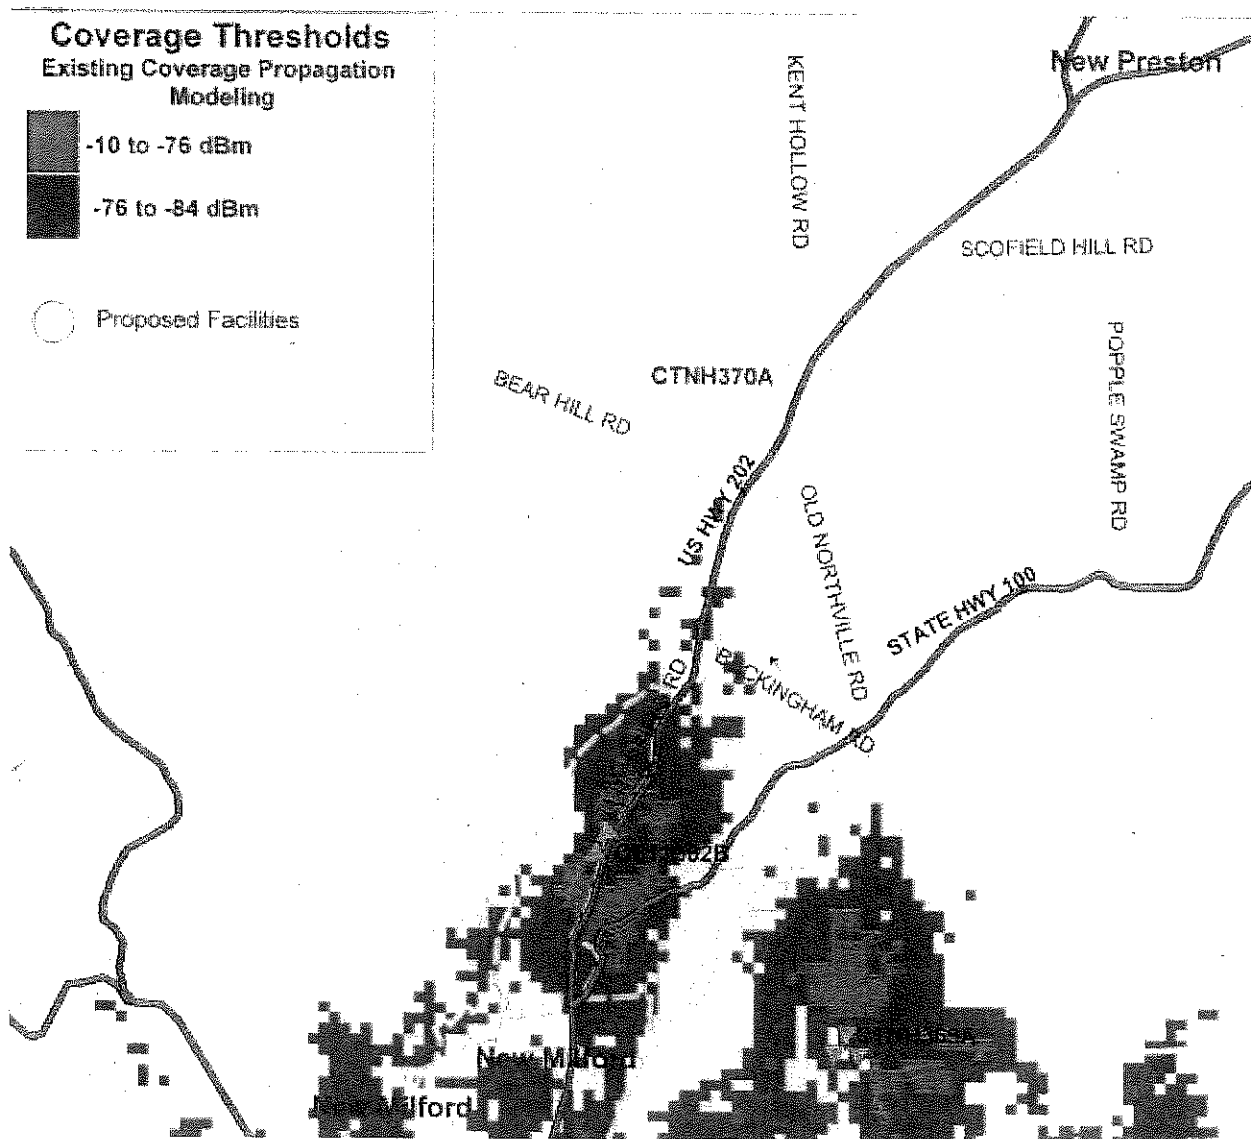 Coverage Thresholds
Existing Coverage Propagation
Modeling
-10 to -76 dBm
-76 to -84 dBm
Proposed Facilities
New Preston
KENT HOLLOW RD
SCOFIELD HILL RD
CTNH370A
BEAR HILL RD
POPPLE SWAMP RD
US HWY 202
OLD NORTHVILLE RD
STATE HWY 100
RD
BUCKINGHAM RD
New Milford
New Milford